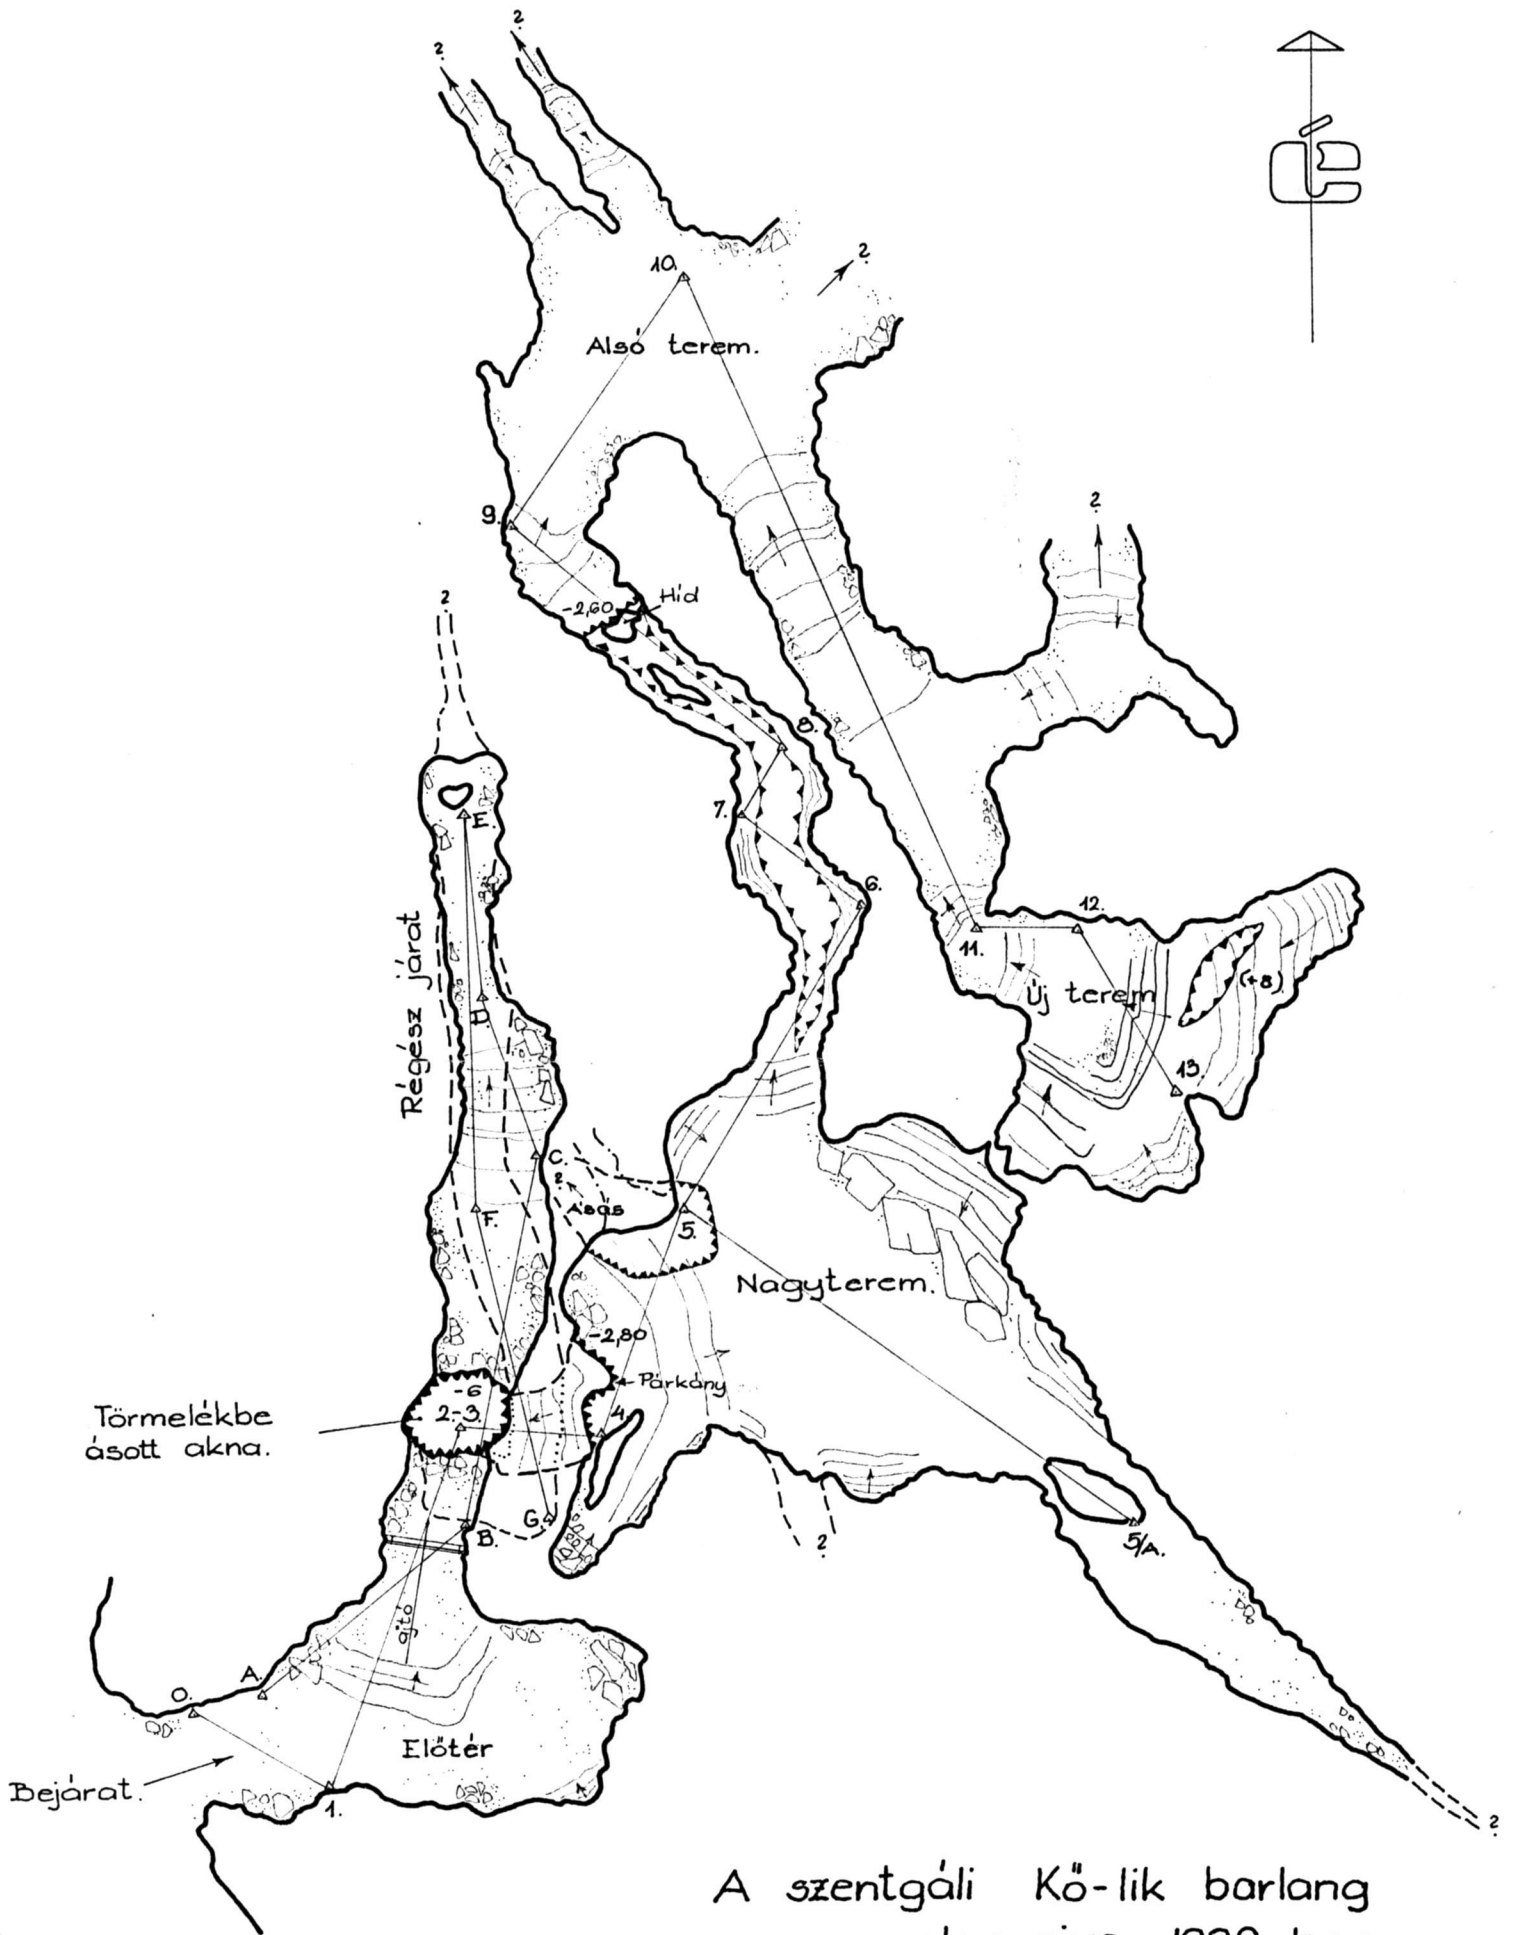 ?
?
É
?
10.
Alsó terem.
9.
?
-2,60
Híd
?
8.
7.
E.
6.
12.
11.
Új terem
(+8)
Régész járat
D.
13.
C.
?
Ásás
F.
5.
Nagyterem.
-2,80
Párkány
-6
2-3.
4.
Törmelékbe
ásott akna.
G.
B.
5/A.
?
ajtó
A.
O.
Előtér
Bejárat.
1.
?
A szentgáli Kő-lik barlang